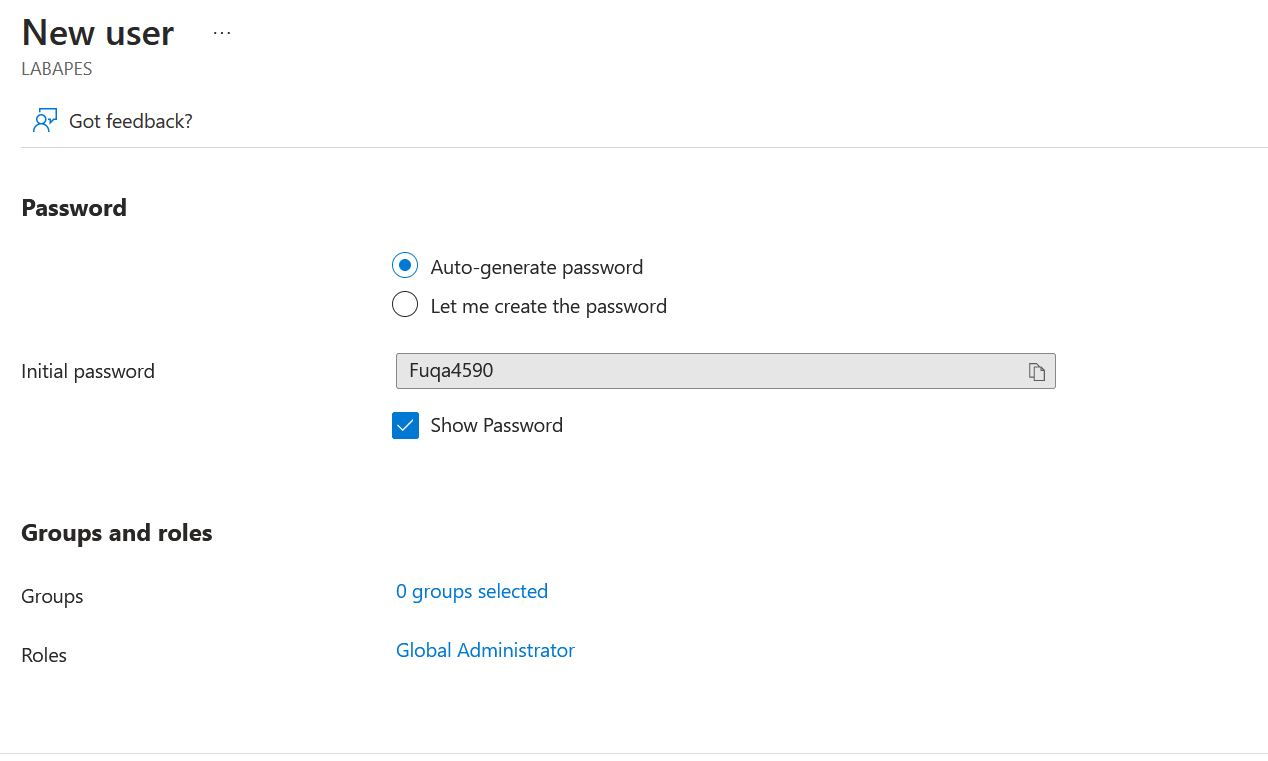 New user ...
LABAPES
Got feedback?
Password
Auto-generate password
Let me create the password
Initial password Fuqa4590
Show Password
Groups and roles
Groups 0 groups selected
Roles Global Administrator